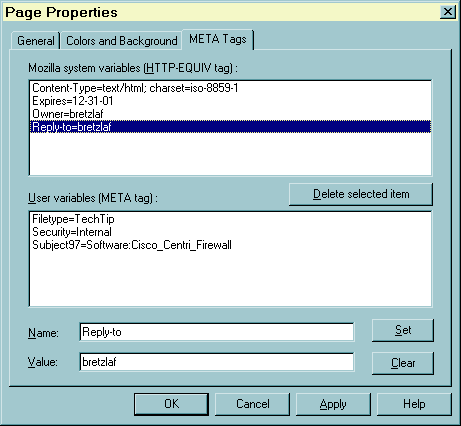 Page Properties
General
Colors and Background
META Tags
Mozilla system variables (HTTP-EQUIV tag) :
Content-Type=text/html; charset=iso-8859-1
Expires=12-31-01
Owner=bretzlaf
Reply-to=bretzlaf
User variables (META tag) :
Delete selected item
Filetype=TechTip
Security=Internal
Subject97=Software:Cisco_Centri_Firewall
Name:
Reply-to
Set
Value:
bretzlaf
Clear
OK
Cancel
Apply
Help